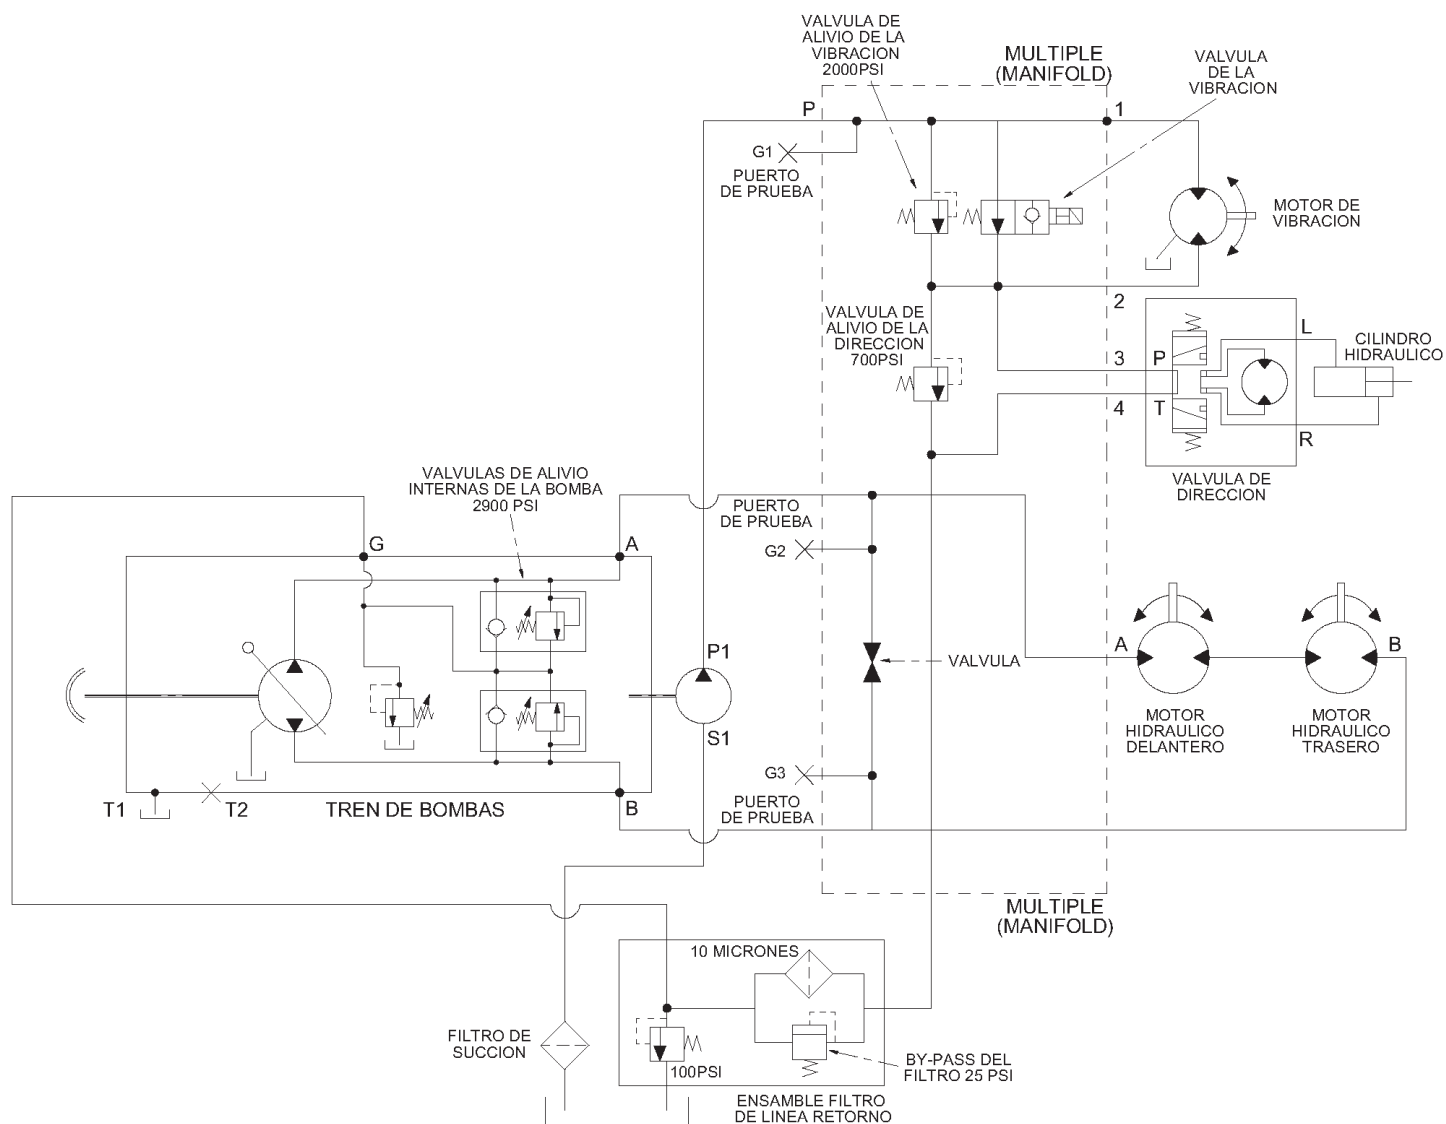 VALVULA DE
ALIVIO DE LA
VIBRACION
2000PSI
MULTIPLE
(MANIFOLD)
VALVULA
DE LA
VIBRACION
P
1
G1
PUERTO
DE PRUEBA
MOTOR DE
VIBRACION
2
VALVULA DE
ALIVIO DE LA
DIRECCION
700PSI
L
CILINDRO
HIDRAULICO
3
P
4
T
R
VALVULA DE
DIRECCION
VALVULAS DE ALIVIO
INTERNAS DE LA BOMBA
2900 PSI
PUERTO
DE PRUEBA
G
A
G2
P1
S1
VALVULA
A
B
MOTOR
HIDRAULICO
DELANTERO
MOTOR
HIDRAULICO
TRASERO
G3
PUERTO
DE PRUEBA
T1
T2
TREN DE BOMBAS
B
MULTIPLE
(MANIFOLD)
10 MICRONES
FILTRO DE
SUCCION
100PSI
BY-PASS DEL
FILTRO 25 PSI
ENSAMBLE FILTRO
DE LINEA RETORNO